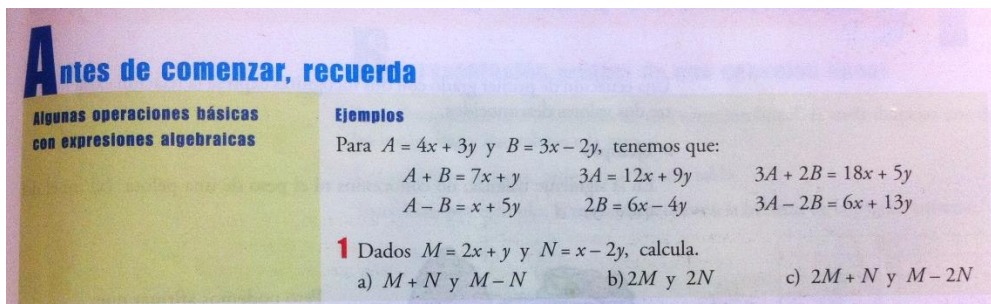 Antes de comenzar, recuerda
Algunas operaciones básicas
con expresiones algebraicas
Ejemplos
Para A = 4x + 3y y B = 3x – 2y, tenemos que:
A + B = 7x + y 3A = 12x + 9y 3A + 2B = 18x + 5y
A – B = x + 5y 2B = 6x – 4y 3A – 2B = 6x + 13y
1 Dados M = 2x + y y N = x – 2y, calcula.
a) M + N y M – N b) 2M y 2N c) 2M + N y M – 2N